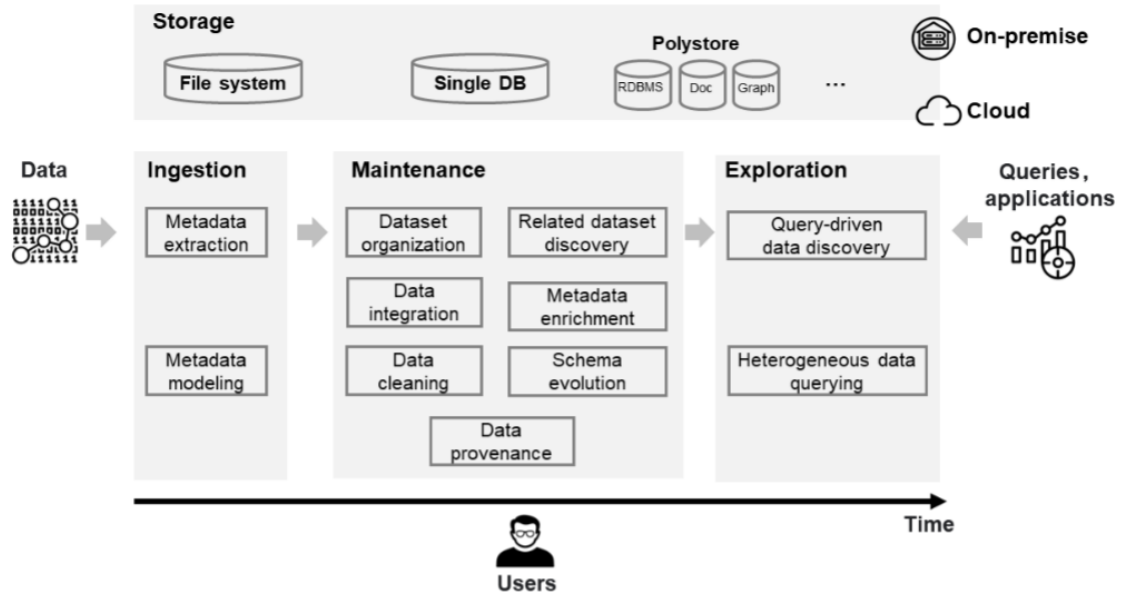 Storage
File system
Single DB
Polystore
RDBMS
Doc
Graph
...
On-premise
Cloud
Data
Ingestion
Metadata
extraction
Metadata
modeling
Maintenance
Dataset
organization
Related dataset
discovery
Data
integration
Metadata
enrichment
Data
cleaning
Schema
evolution
Data
provenance
Exploration
Query-driven
data discovery
Heterogeneous data
querying
Queries,
applications
Time
Users